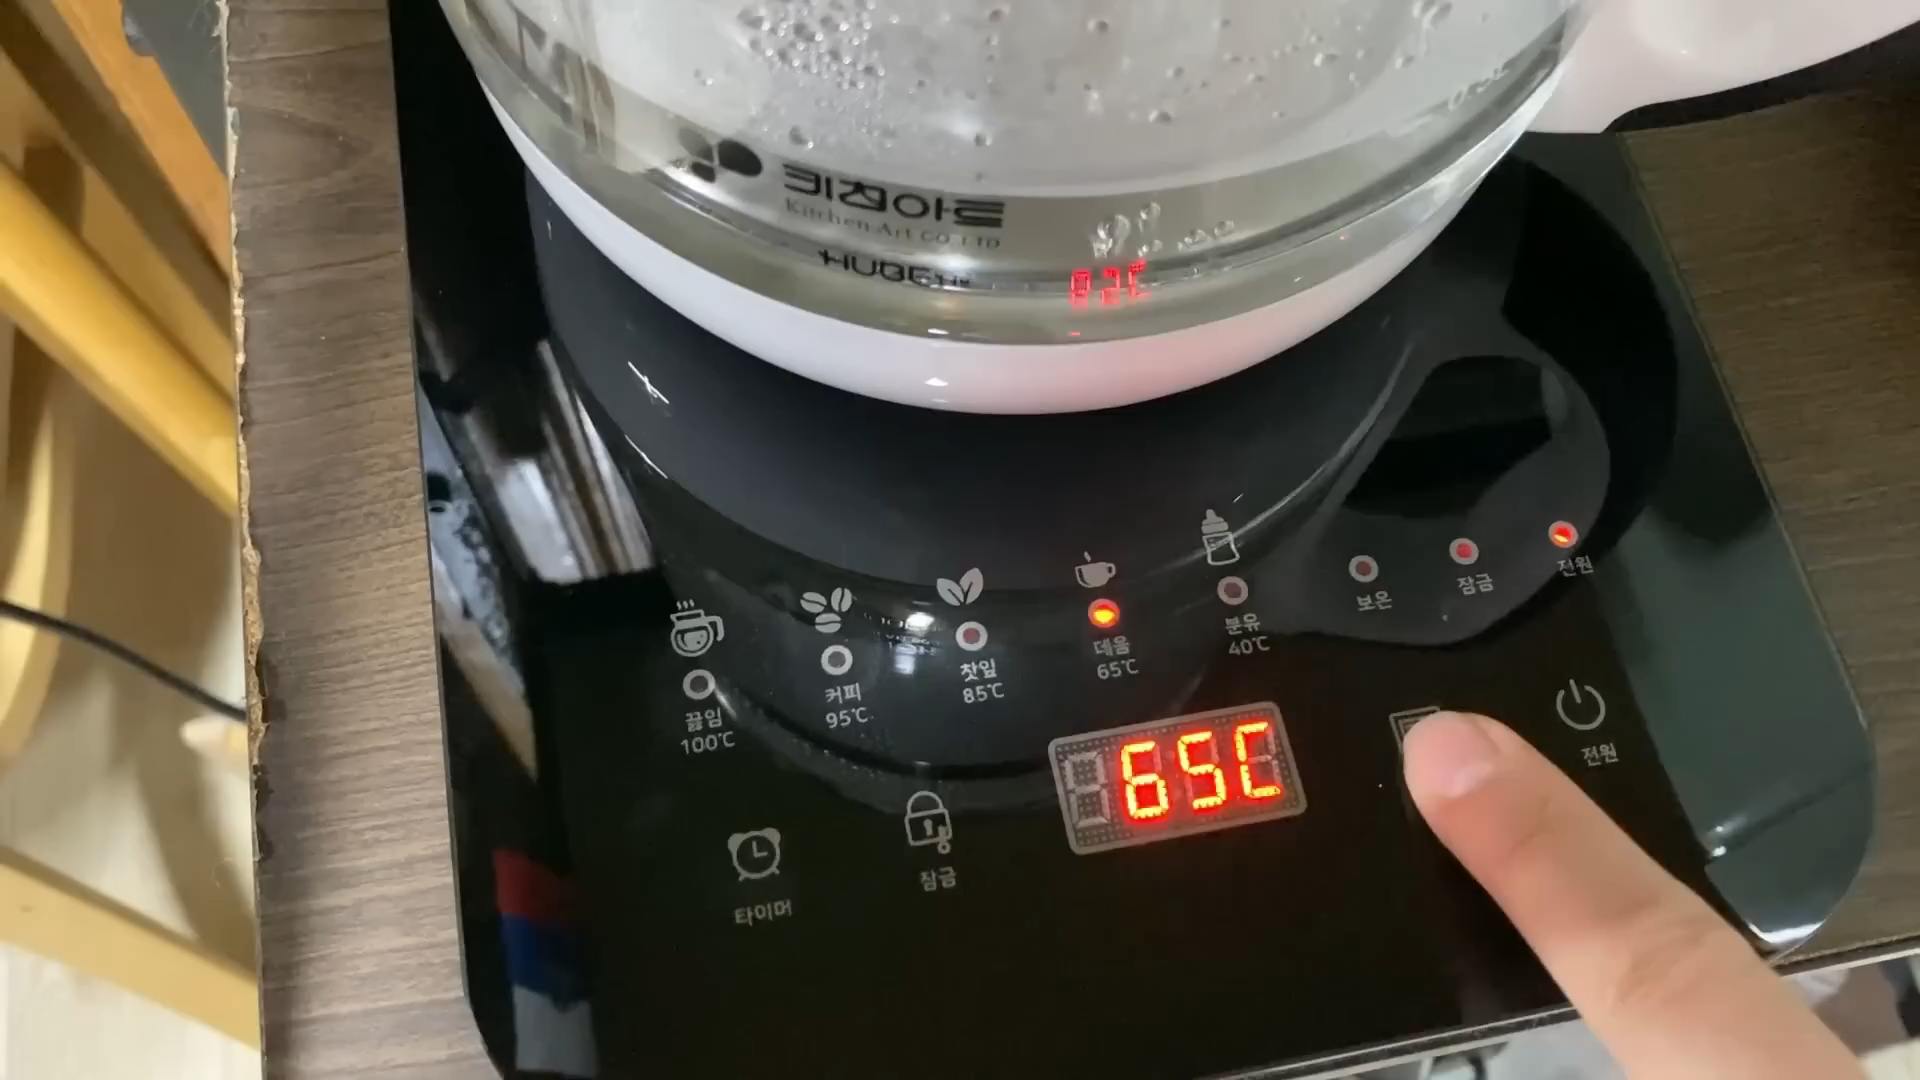 키친아트
Kitchen Art CO.LTD
끓임
100℃
커피
95℃
찻잎
85℃
데움
65℃
분유
40℃
보온
잠금
전원
65C
타이머
잠금
전원